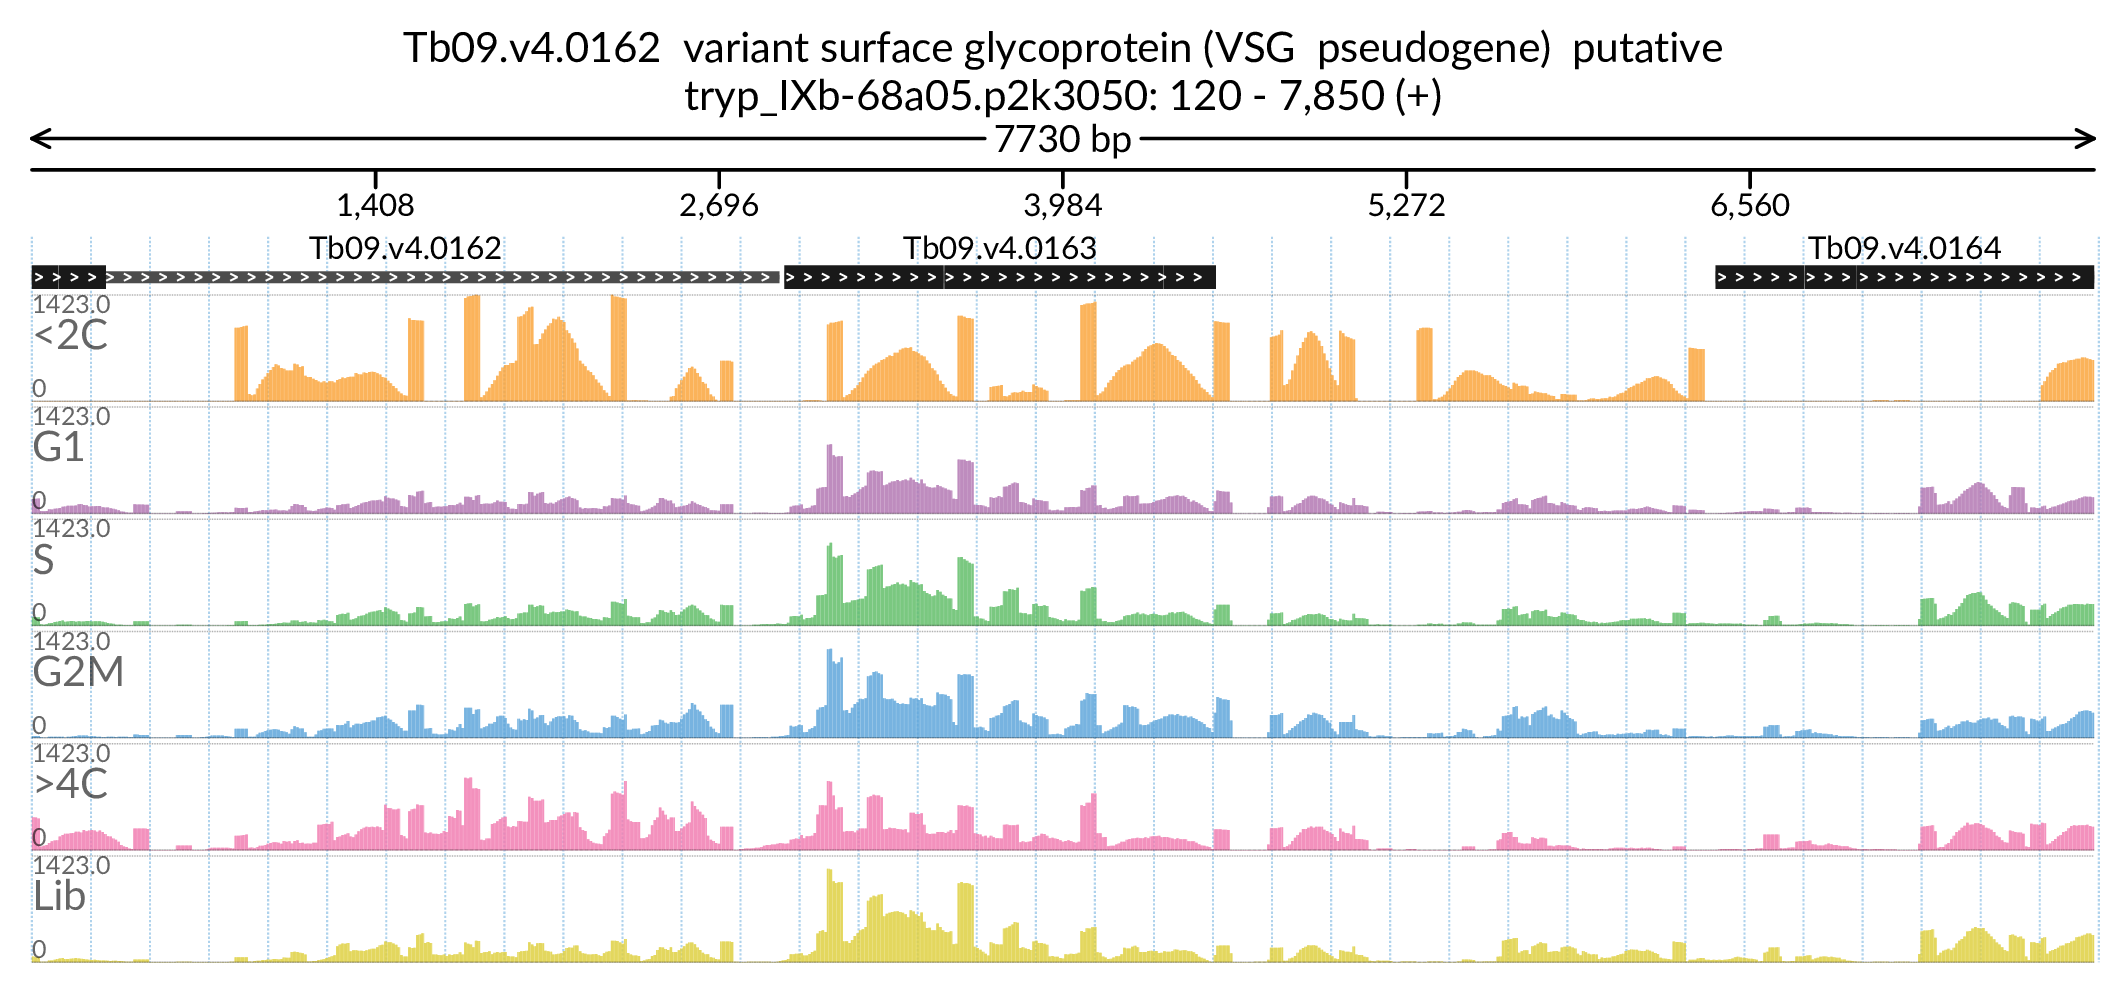 Tb09.v4.0162  variant surface glycoprotein (VSG  pseudogene)  putative
tryp_IXb-68a05.p2k3050: 120 - 7,850 (+)
7730 bp
1,408 2,696 3,984 5,272 6,560
Tb09.v4.0162 Tb09.v4.0163 Tb09.v4.0164
1423.0
<2C
0
1423.0
G1
0
1423.0
S
0
1423.0
G2M
0
1423.0
>4C
0
1423.0
Lib
0